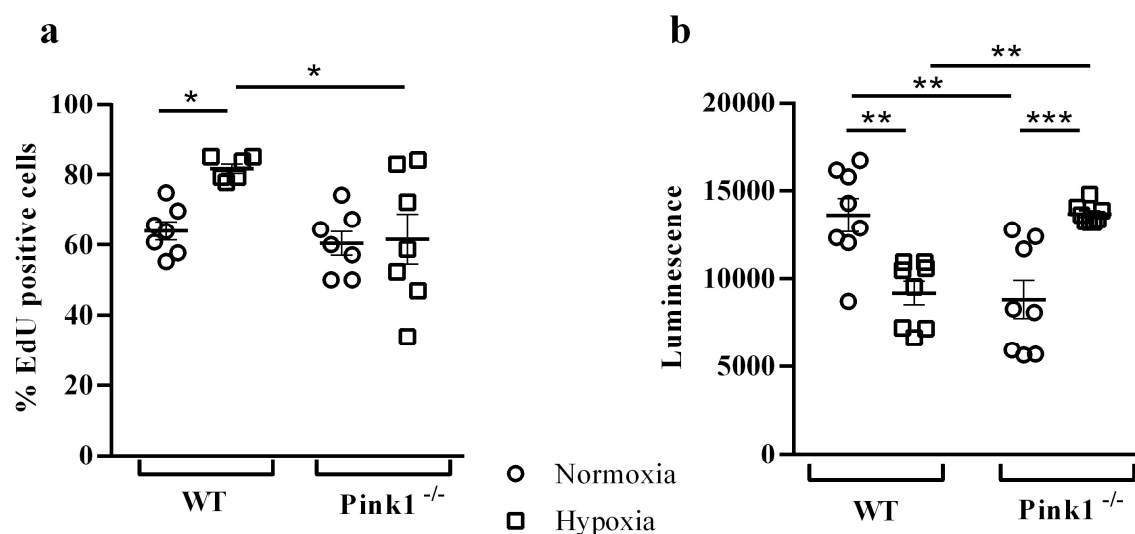 a
% EdU positive cells
100
80
60
40
20
0
*
*
WT
Pink1 -/-
Normoxia
Hypoxia
b
Luminescence
20000
15000
10000
5000
0
**
**
**
***
WT
Pink1 -/-